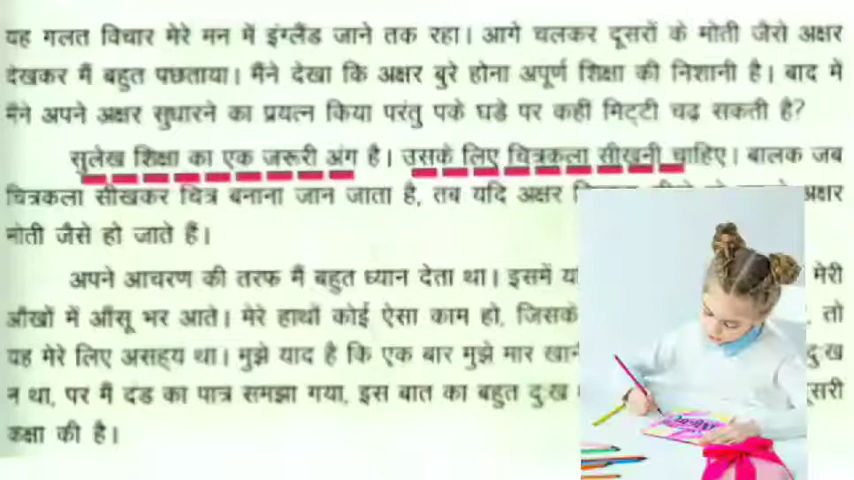 यह गलत विचार मेरे मन में इंग्लैंड जाने तक रहा। आगे चलकर दूसरों के मोती जैसे अक्षर
देखकर मैं बहुत पछताया। मैंने देखा कि अक्षर बुरे होना अपूर्ण शिक्षा की निशानी है। बाद में
मैंने अपने अक्षर सुधारने का प्रयत्न किया परंतु पके घड़े पर कहीं मिट्टी चढ़ सकती है?
सुलेख शिक्षा का एक जरूरी अंग है। उसके लिए चित्रकला सीखनी चाहिए। बालक जब
चित्रकला सीखकर चित्र बनाना जान जाता है, तब यदि अक्षर अक्षर
मोती जैसे हो जाते हैं।
अपने आचरण की तरफ मैं बहुत ध्यान देता था। इसमें मेरी
आँखों में आँसू भर आते। मेरे हाथों कोई ऐसा काम हो, जिसके तो
यह मेरे लिए असह्य था। मुझे याद है कि एक बार मुझे मार दुःख
न था, पर मैं दंड का पात्र समझा गया, इस बात का बहुत दुःख
कक्षा की है।